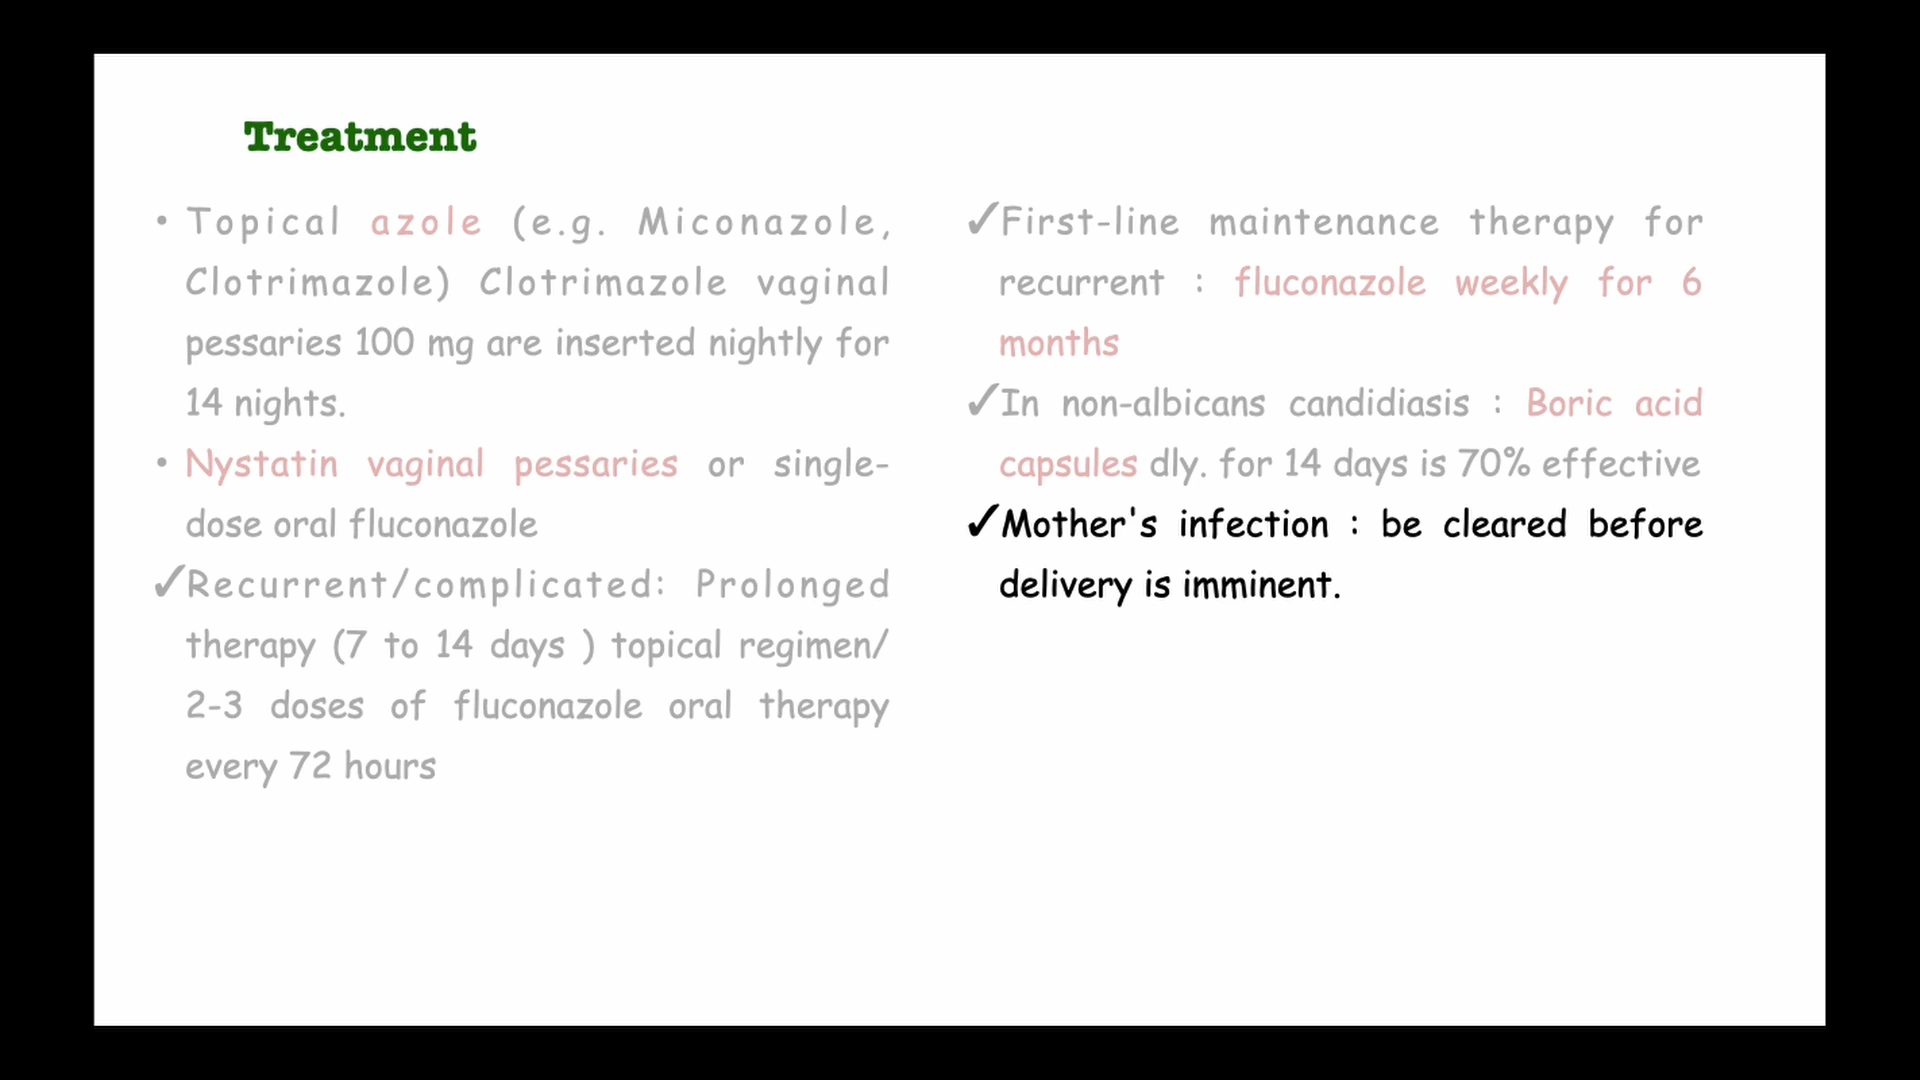 Treatment
• Topical azole (e.g. Miconazole,
Clotrimazole) Clotrimazole vaginal
pessaries 100 mg are inserted nightly for
14 nights.
• Nystatin vaginal pessaries or single-
dose oral fluconazole
✓Recurrent/complicated: Prolonged
therapy (7 to 14 days ) topical regimen/
2-3 doses of fluconazole oral therapy
every 72 hours
✓First-line maintenance therapy for
recurrent : fluconazole weekly for 6
months
✓In non-albicans candidiasis : Boric acid
capsules dly. for 14 days is 70% effective
✓Mother's infection : be cleared before
delivery is imminent.